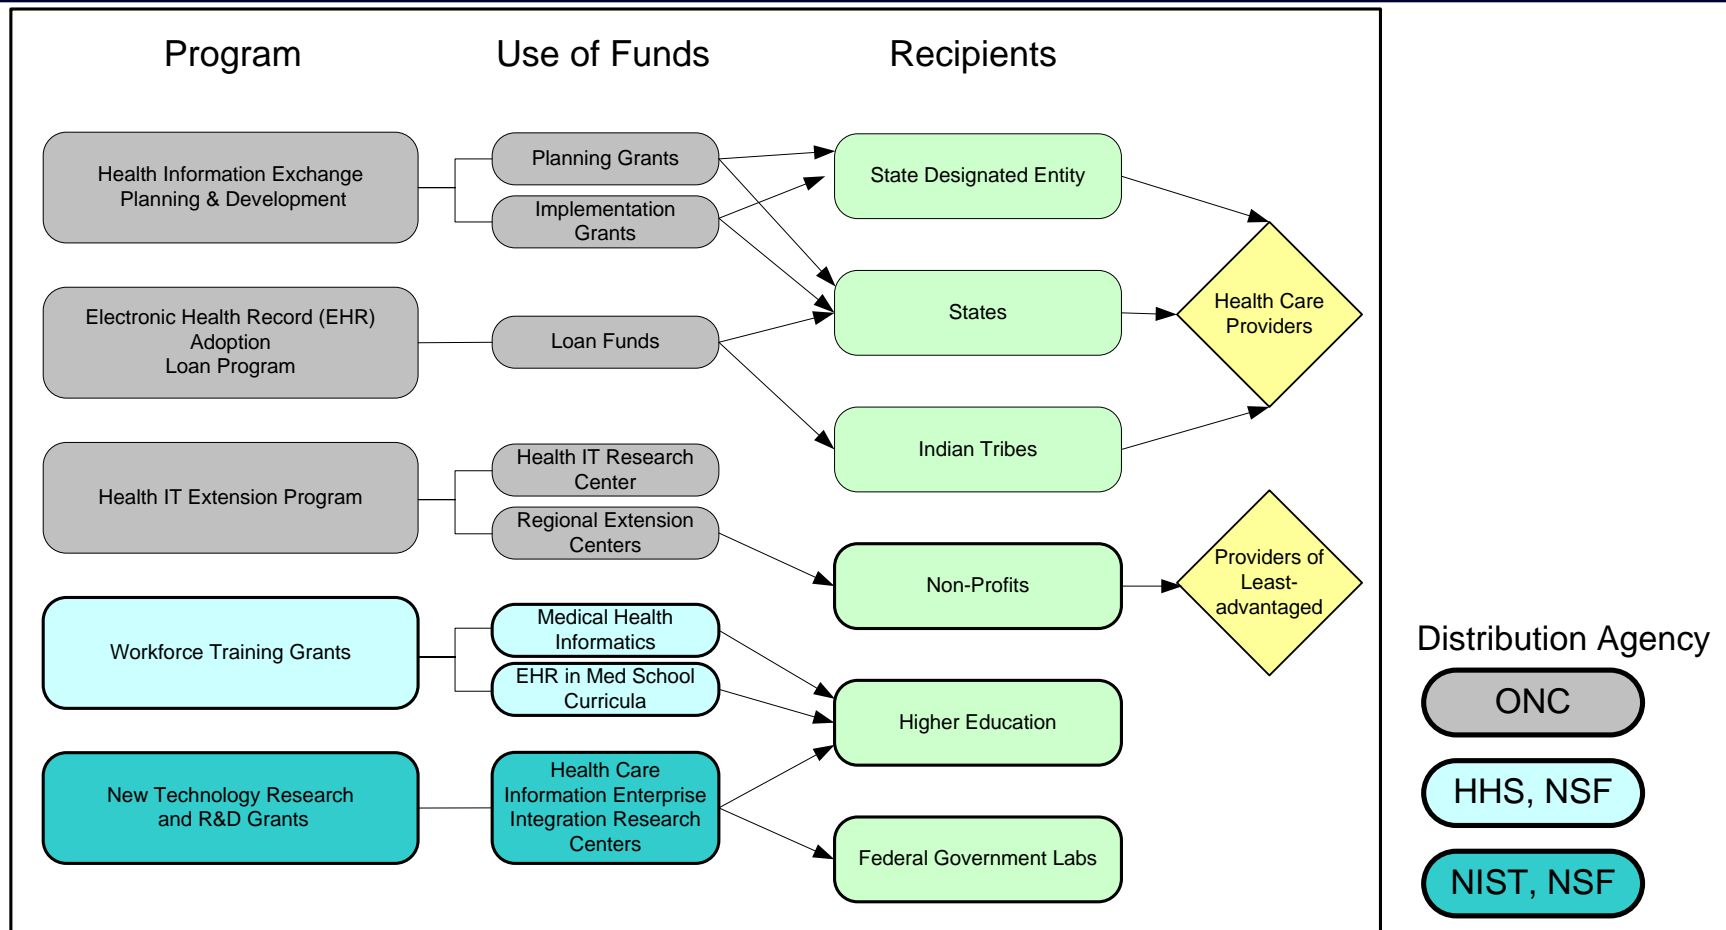 Program
Use of Funds
Recipients
Health Information Exchange
Planning & Development
Planning Grants
Implementation
Grants
State Designated Entity
Electronic Health Record (EHR)
Adoption
Loan Program
Loan Funds
States
Health Care
Providers
Indian Tribes
Health IT Extension Program
Health IT Research
Center
Regional Extension
Centers
Non-Profits
Providers of
Least-
advantaged
Workforce Training Grants
Medical Health
Informatics
EHR in Med School
Curricula
Higher Education
New Technology Research
and R&D Grants
Health Care
Information Enterprise
Integration Research
Centers
Federal Government Labs
Distribution Agency
ONC
HHS, NSF
NIST, NSF